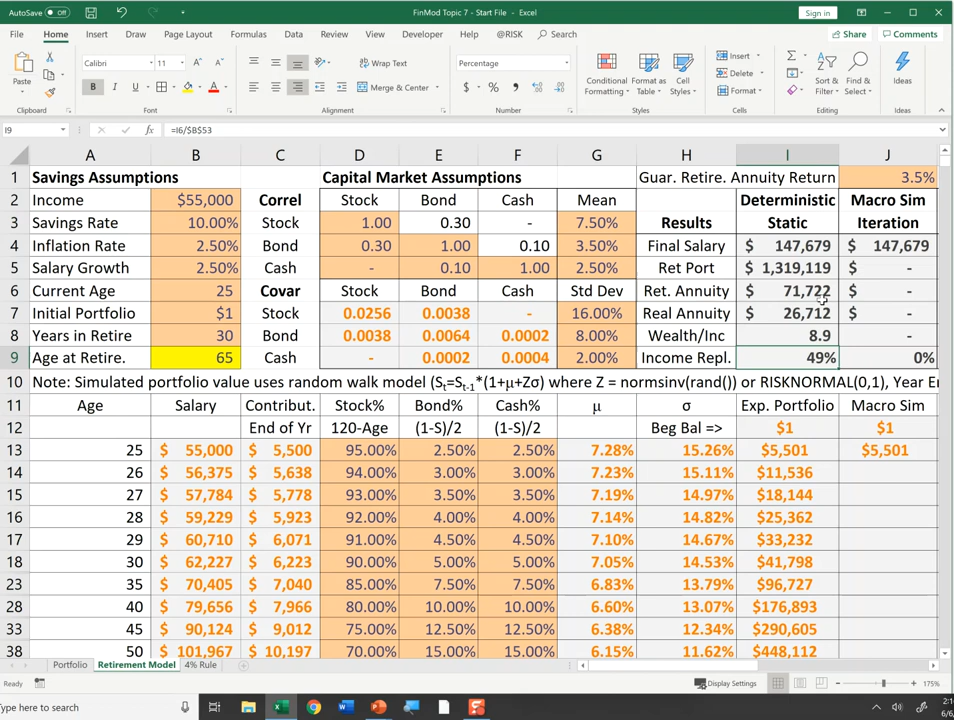 AutoSave Off FinMod Topic 7 - Start File - Excel Sign in
File Home Insert Draw Page Layout Formulas Data Review View Developer Help @RISK Search Share Comments
Calibri 11 Wrap Text Percentage Insert Delete Format
Paste Merge & Center Conditional Formatting Format as Table Cell Styles Sort & Filter Find & Select Ideas
Clipboard Font Alignment Number Styles Cells Editing Ideas
I9 fx =I6/$B$53
A B C D E F G H I J
1 Savings Assumptions Capital Market Assumptions Guar. Retire. Annuity Return 3.5%
2 Income $55,000 Correl Stock Bond Cash Mean Deterministic Macro Sim
3 Savings Rate 10.00% Stock 1.00 0.30 - 7.50% Results Static Iteration
4 Inflation Rate 2.50% Bond 0.30 1.00 0.10 3.50% Final Salary $ 147,679 $ 147,679
5 Salary Growth 2.50% Cash - 0.10 1.00 2.50% Ret Port $ 1,319,119 $ -
6 Current Age 25 Covar Stock Bond Cash Std Dev Ret. Annuity $ 71,722 $ -
7 Initial Portfolio $1 Stock 0.0256 0.0038 - 16.00% Real Annuity $ 26,712 $ -
8 Years in Retire 30 Bond 0.0038 0.0064 0.0002 8.00% Wealth/Inc 8.9 -
9 Age at Retire. 65 Cash - 0.0002 0.0004 2.00% Income Repl. 49% 0%
10 Note: Simulated portfolio value uses random walk model (St=St-1*(1+μ+Zσ) where Z = normsinv(rand()) or RISKNORMAL(0,1), Year En
11 Age Salary Contribut. Stock% Bond% Cash% μ σ Exp. Portfolio Macro Sim
12 End of Yr 120-Age (1-S)/2 (1-S)/2 Beg Bal => $1 $1
13 25 $ 55,000 $ 5,500 95.00% 2.50% 2.50% 7.28% 15.26% $5,501 $5,501
14 26 $ 56,375 $ 5,638 94.00% 3.00% 3.00% 7.23% 15.11% $11,536
15 27 $ 57,784 $ 5,778 93.00% 3.50% 3.50% 7.19% 14.97% $18,144
16 28 $ 59,229 $ 5,923 92.00% 4.00% 4.00% 7.14% 14.82% $25,362
17 29 $ 60,710 $ 6,071 91.00% 4.50% 4.50% 7.10% 14.67% $33,232
18 30 $ 62,227 $ 6,223 90.00% 5.00% 5.00% 7.05% 14.53% $41,798
23 35 $ 70,405 $ 7,040 85.00% 7.50% 7.50% 6.83% 13.79% $96,727
28 40 $ 79,656 $ 7,966 80.00% 10.00% 10.00% 6.60% 13.07% $176,893
33 45 $ 90,124 $ 9,012 75.00% 12.50% 12.50% 6.38% 12.34% $290,605
38 50 $ 101,967 $ 10,197 70.00% 15.00% 15.00% 6.15% 11.62% $448,112
Portfolio Retirement Model 4% Rule
Ready Display Settings 175%
Type here to search 2:1
6/6